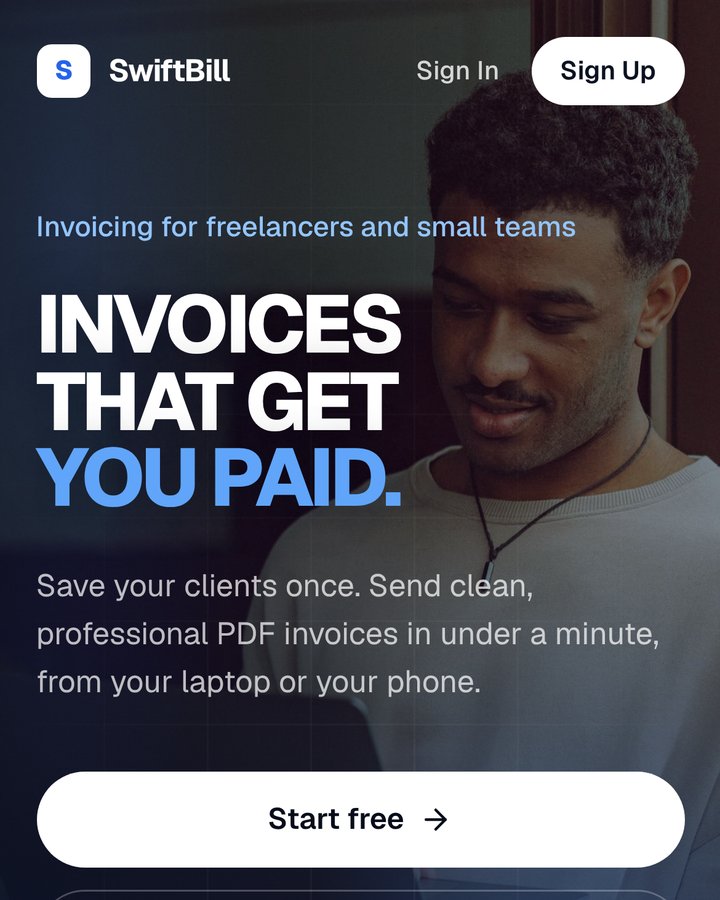 S SwiftBill Sign In Sign Up
Invoicing for freelancers and small teams
INVOICES
THAT GET
YOU PAID.
Save your clients once. Send clean,
professional PDF invoices in under a minute,
from your laptop or your phone.
Start free →